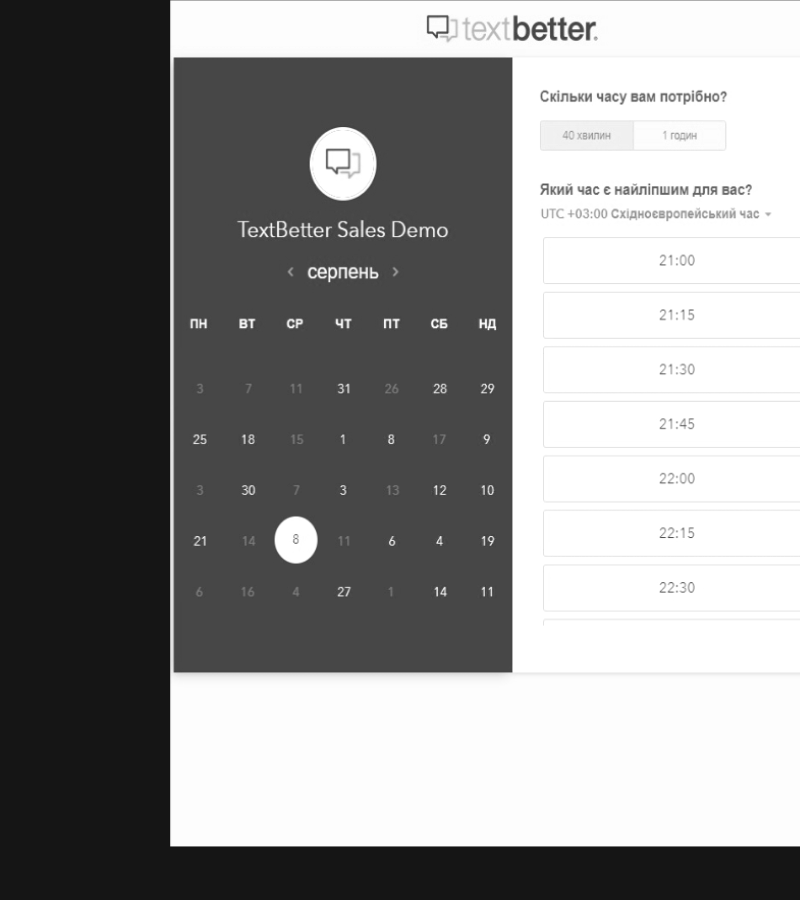 textbetter.
TextBetter Sales Demo
‹ серпень ›
ПН ВТ СР ЧТ ПТ СБ НД
3 7 11 31 26 28 29
25 18 15 1 8 17 9
3 30 7 3 13 12 10
21 14 8 11 6 4 19
6 16 4 27 1 14 11
Скільки часу вам потрібно?
40 хвилин 1 годин
Який час є найліпшим для вас?
UTC +03:00 Східноєвропейський час
21:00
21:15
21:30
21:45
22:00
22:15
22:30